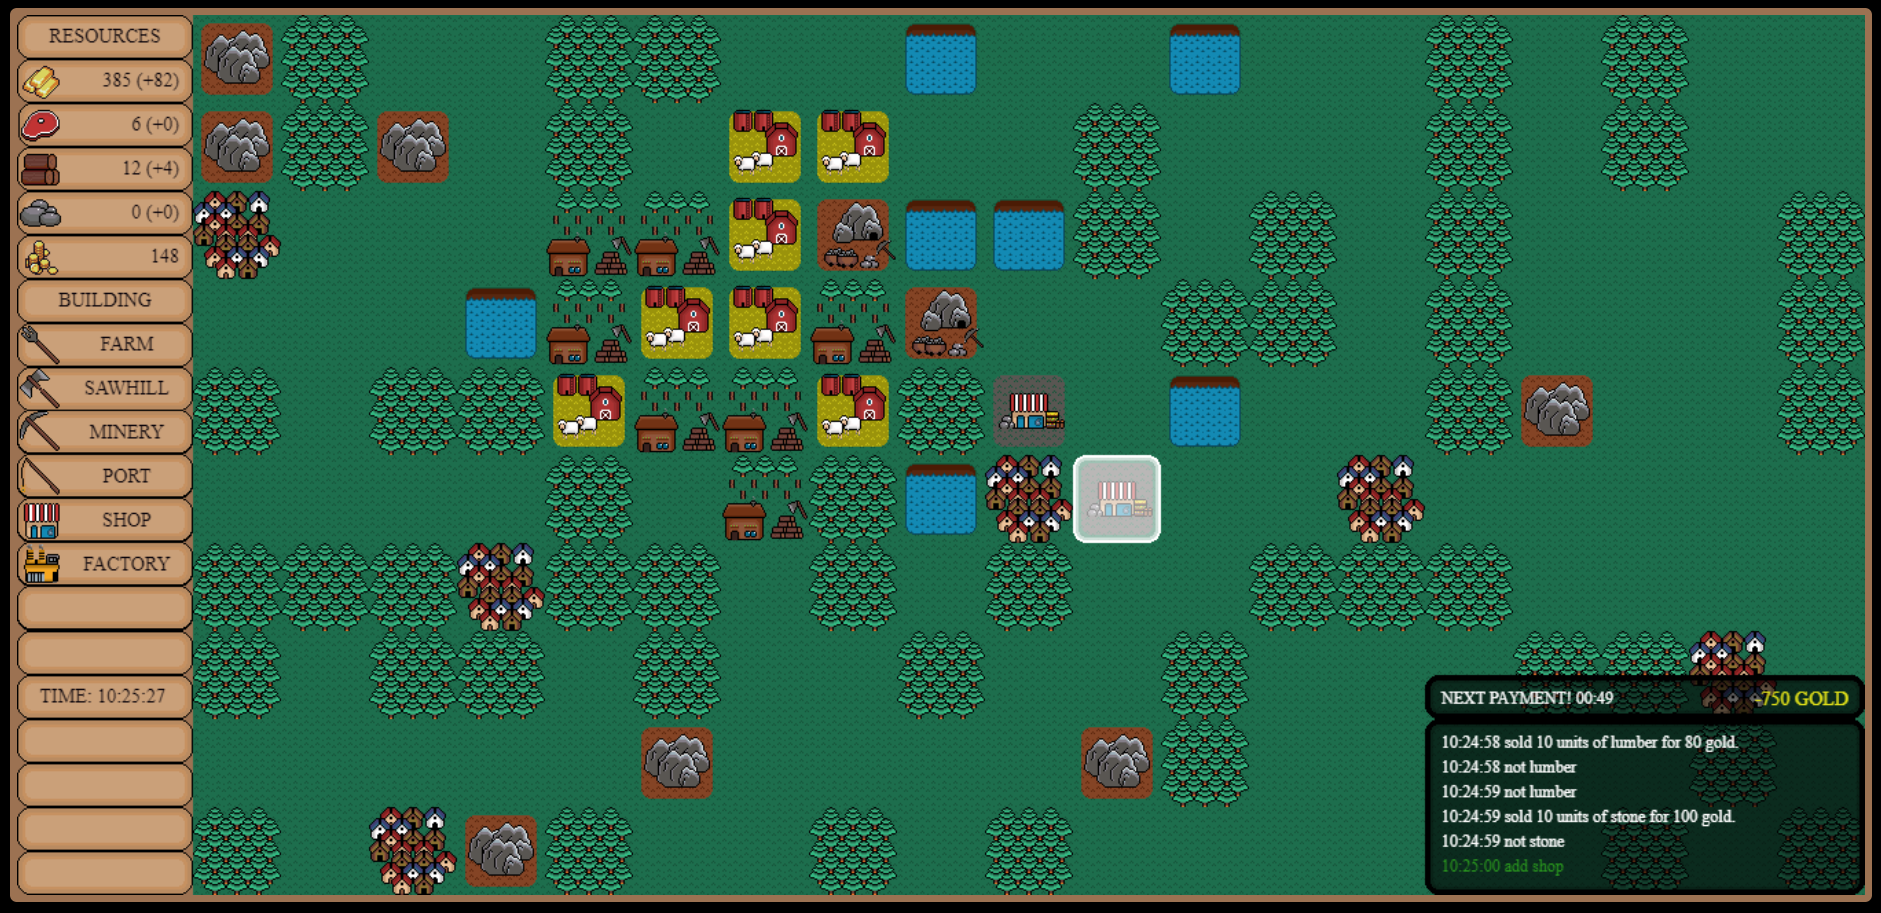 RESOURCES
385 (+82)
6 (+0)
12 (+4)
0 (+0)
148
BUILDING
FARM
SAWHILL
MINERY
PORT
SHOP
FACTORY
TIME: 10:25:27
NEXT PAYMENT! 00:49
-750 GOLD
10:24:58 sold 10 units of lumber for 80 gold.
10:24:58 not lumber
10:24:59 not lumber
10:24:59 sold 10 units of stone for 100 gold.
10:24:59 not stone
10:25:00 add shop